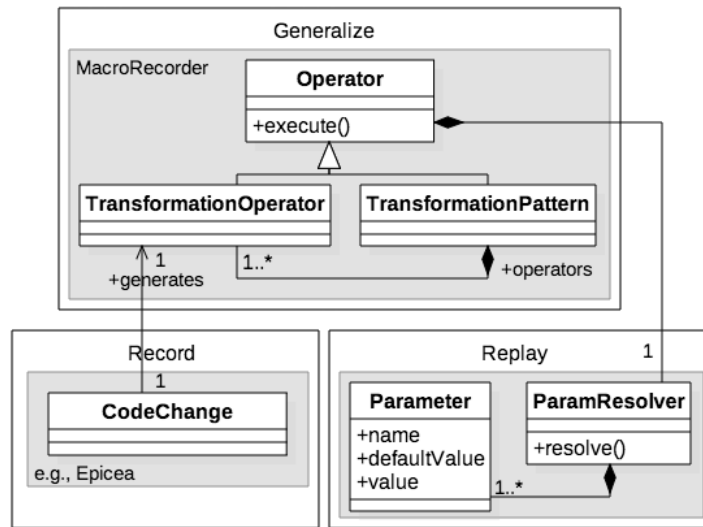 Generalize
MacroRecorder
Operator
+execute()
TransformationOperator
TransformationPattern
1
+generates
1..*
+operators
Record
1
CodeChange
e.g., Epicea
Replay
1
Parameter
+name
+defaultValue
+value
ParamResolver
+resolve()
1..*